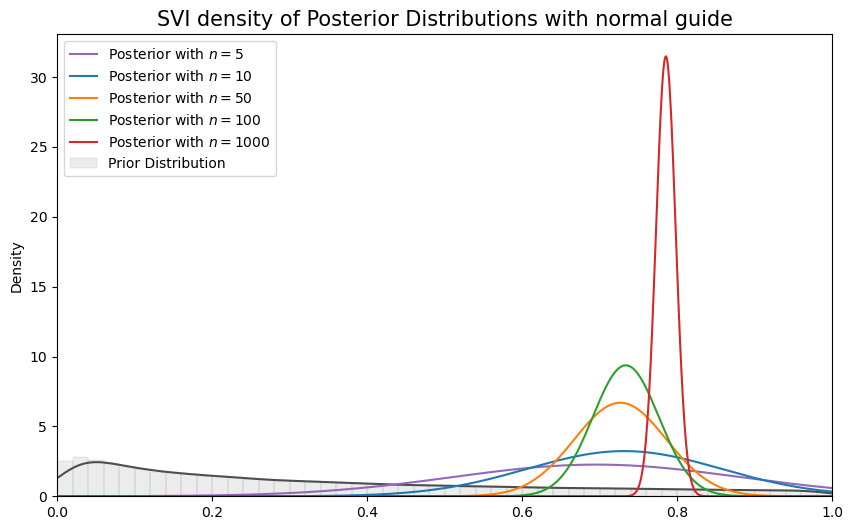 SVI density of Posterior Distributions with normal guide
Posterior with n = 5
Posterior with n = 10
Posterior with n = 50
Posterior with n = 100
Posterior with n = 1000
Prior Distribution
Density
30
25
20
15
10
5
0
0.0 0.2 0.4 0.6 0.8 1.0